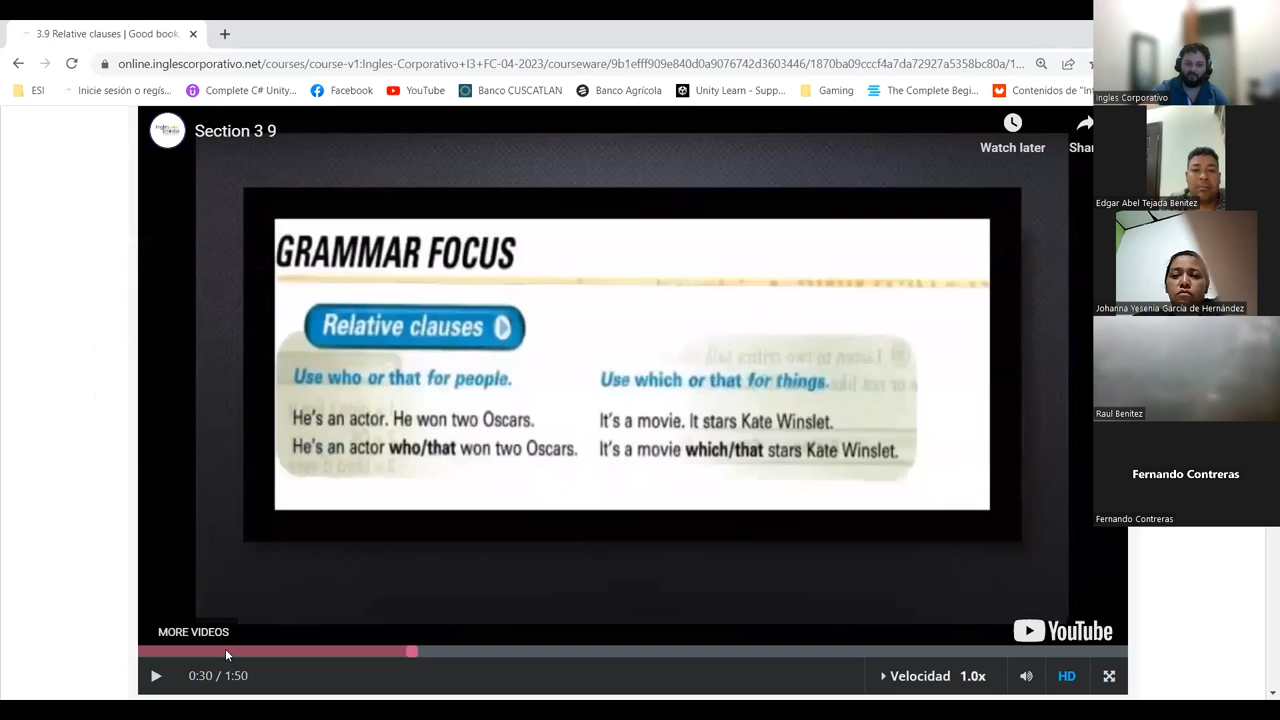 3.9 Relative clauses | Good book
online.inglescorporativo.net/courses/course-v1:Ingles-Corporativo+I3+FC-04-2023/courseware/9b1efff909e840d0a9076742d3603446/1870ba09cccf4a7da72927a5358bc80a/1...
ESI
Inicie sesión o regís...
Complete C# Unity...
Facebook
YouTube
Banco CUSCATLAN
Banco Agrícola
Unity Learn - Supp...
Gaming
The Complete Begi...
Contenidos de "Int
Section 3 9
Watch later
Shar
GRAMMAR FOCUS
Relative clauses
Use who or that for people.
He's an actor. He won two Oscars.
He's an actor who/that won two Oscars.
Use which or that for things.
It's a movie. It stars Kate Winslet.
It's a movie which/that stars Kate Winslet.
MORE VIDEOS
YouTube
0:30 / 1:50
Velocidad 1.0x
HD
Ingles Corporativo
Edgar Abel Tejada Benitez
Johanna Yesenia García de Hernández
Raul Benitez
Fernando Contreras
Fernando Contreras